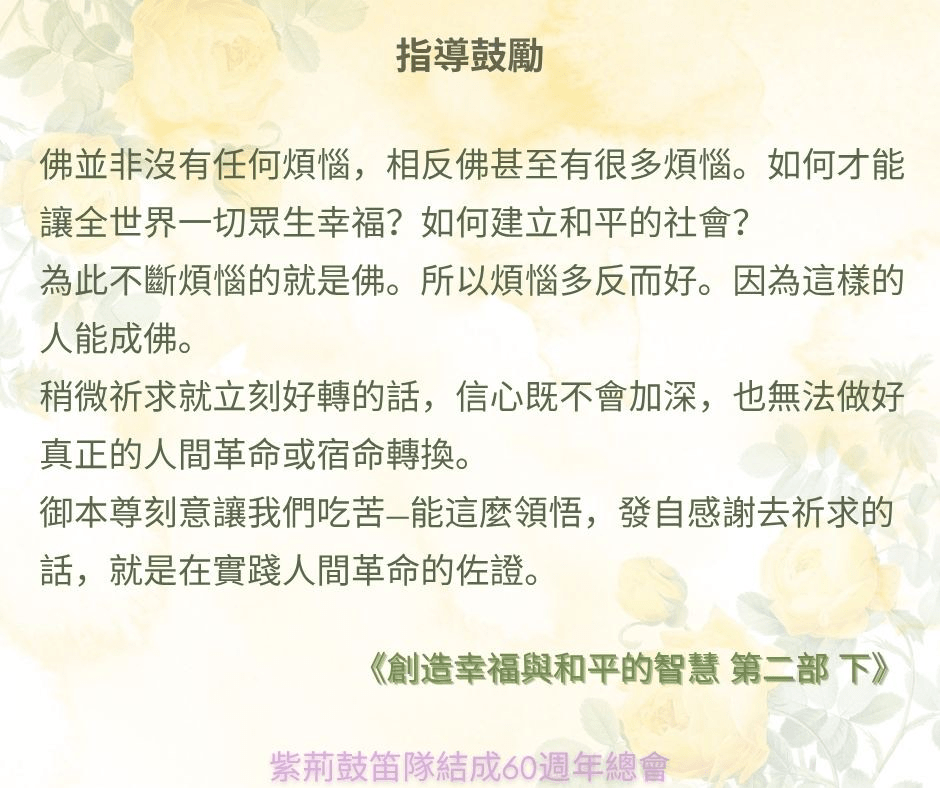 指導鼓勵
佛並非沒有任何煩惱，相反佛甚至有很多煩惱。如何才能
讓全世界一切眾生幸福？如何建立和平的社會？
為此不斷煩惱的就是佛。所以煩惱多反而好。因為這樣的
人能成佛。
稍微祈求就立刻好轉的話，信心既不會加深，也無法做好
真正的人間革命或宿命轉換。
御本尊刻意讓我們吃苦—能這麼領悟，發自感謝去祈求的
話，就是在實踐人間革命的佐證。
《創造幸福與和平的智慧 第二部 下》
紫荊鼓笛隊結成60週年總會